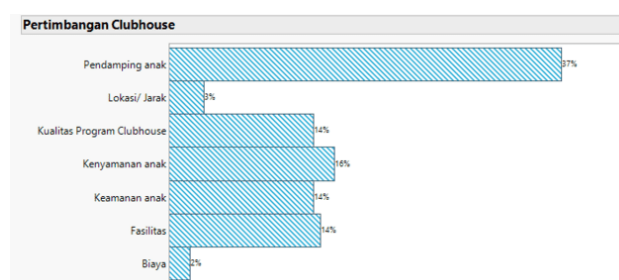 Pertimbangan Clubhouse
Pendamping anak 37%
Lokasi/ Jarak 3%
Kualitas Program Clubhouse 14%
Kenyamanan anak 16%
Keamanan anak 14%
Fasilitas 14%
Biaya 2%